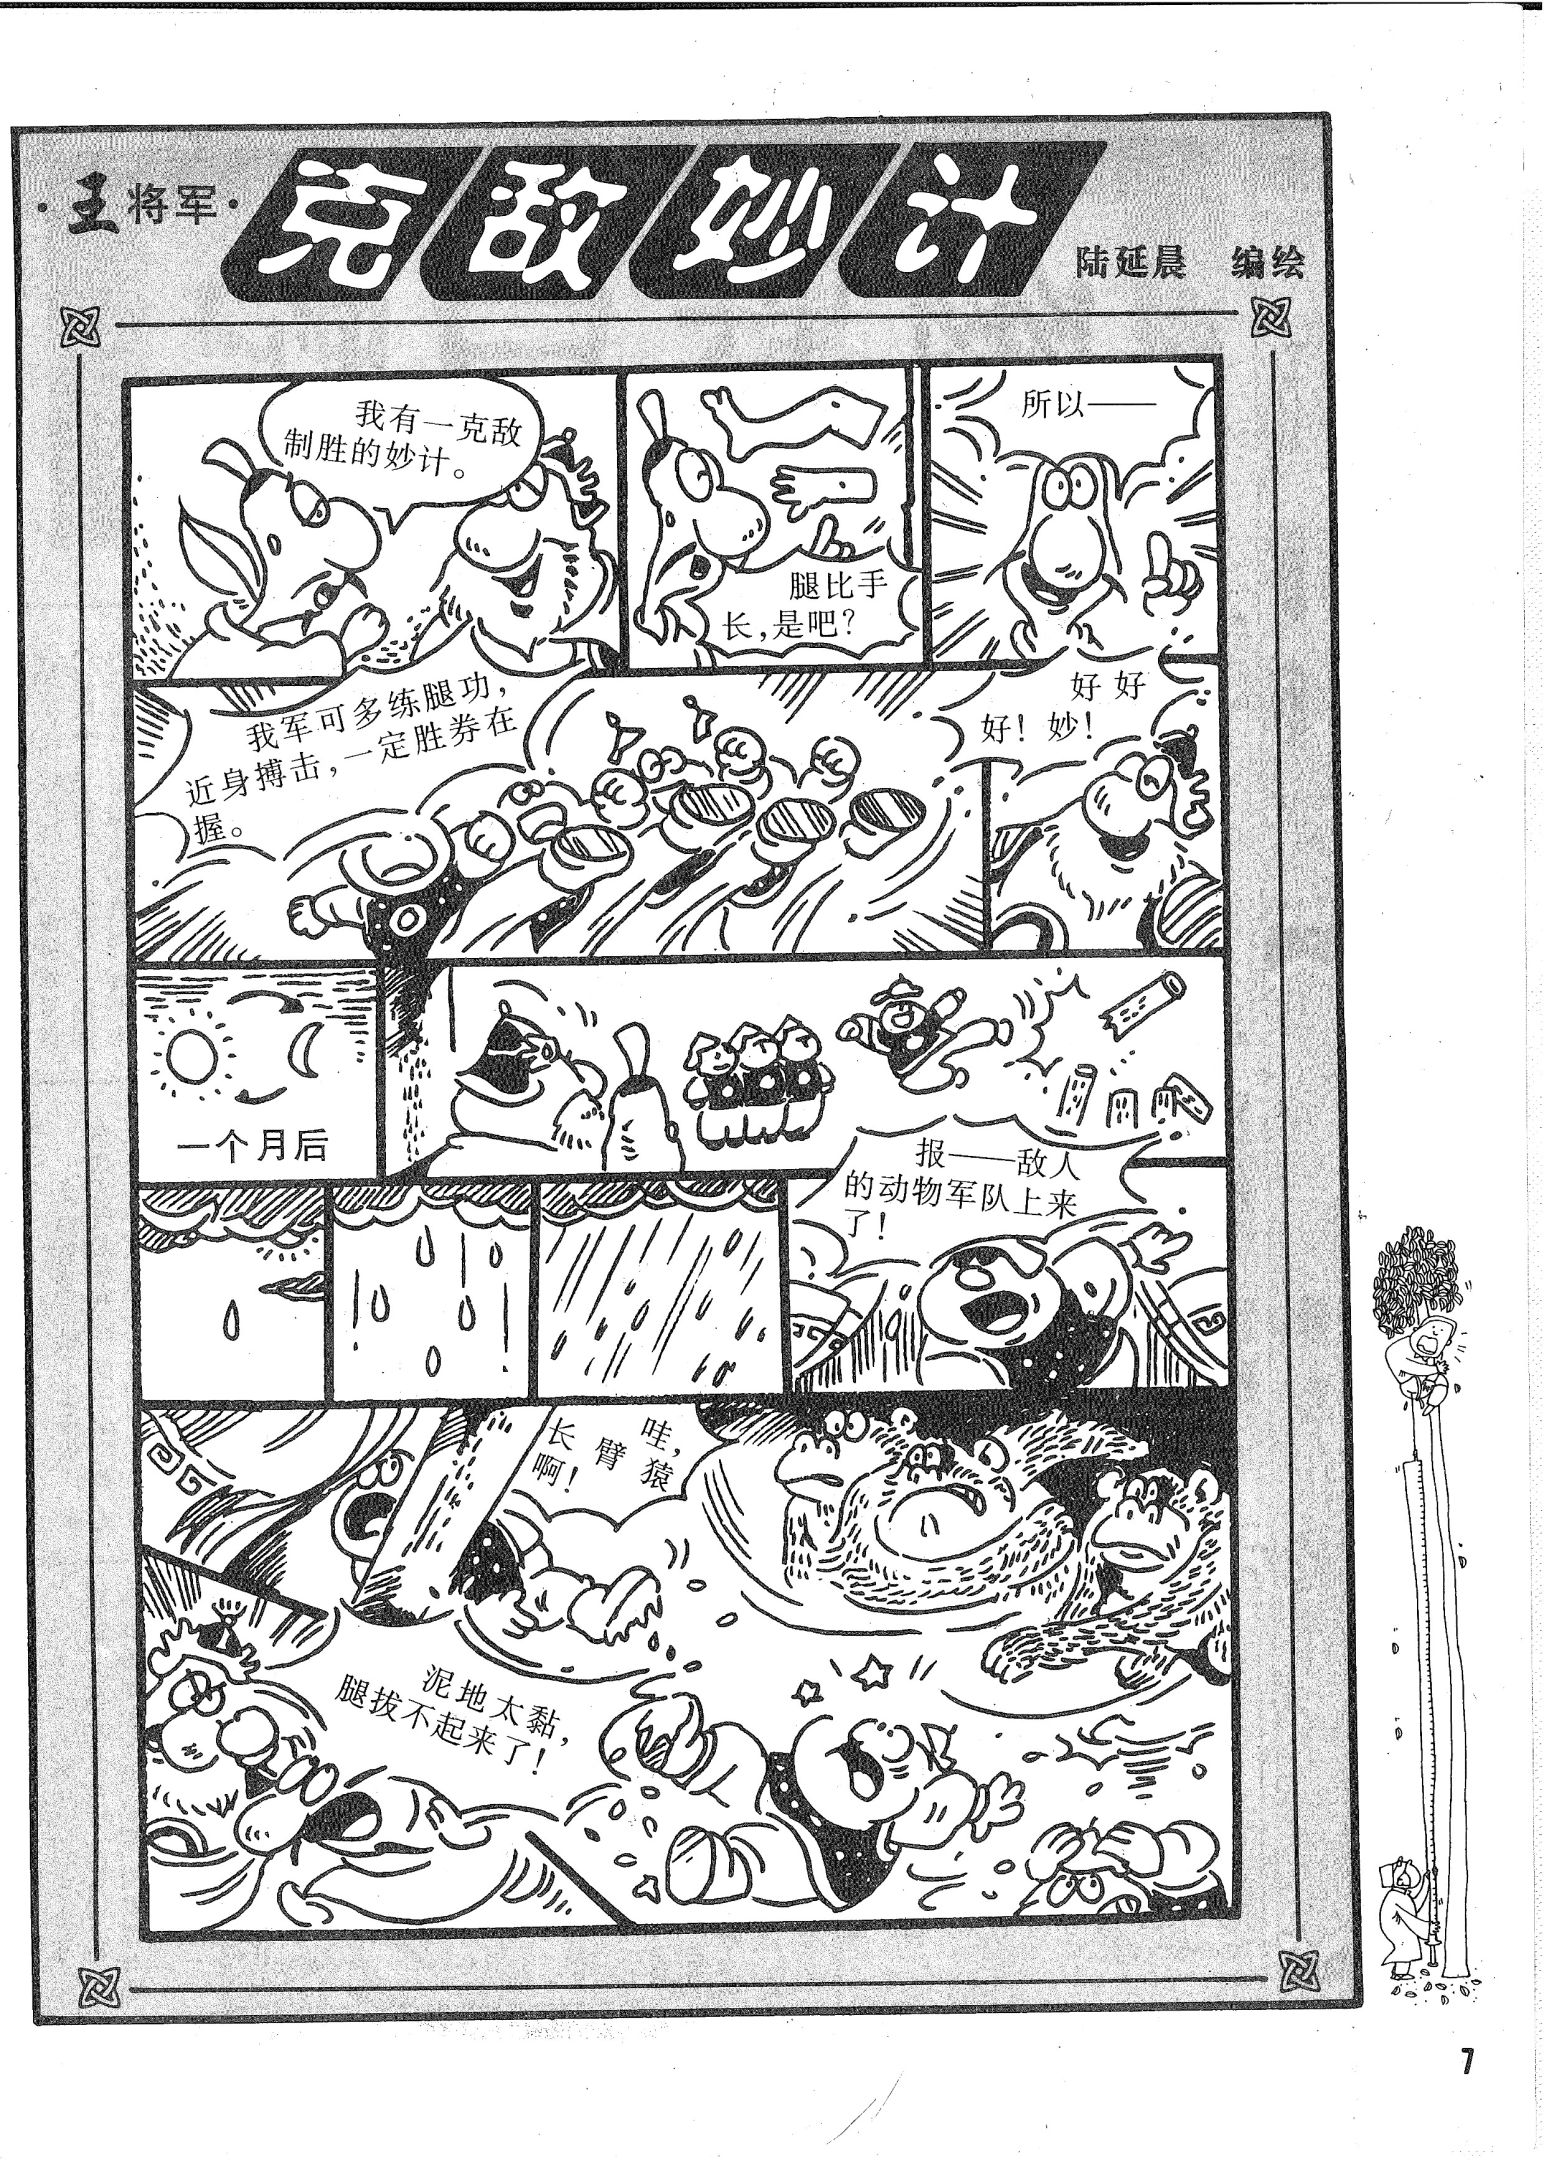 ·王将军·
克敌妙计
陆延晨 编绘
我有一克敌
制胜的妙计。
腿比手
长,是吧?
所以——
我军可多练腿功,
近身搏击,一定胜券在
握。
好好
好!妙!
一个月后
报——敌人
的动物军队上来
了!
哇,
长臂猿
啊!
泥地太黏,
腿拔不起来了!
7